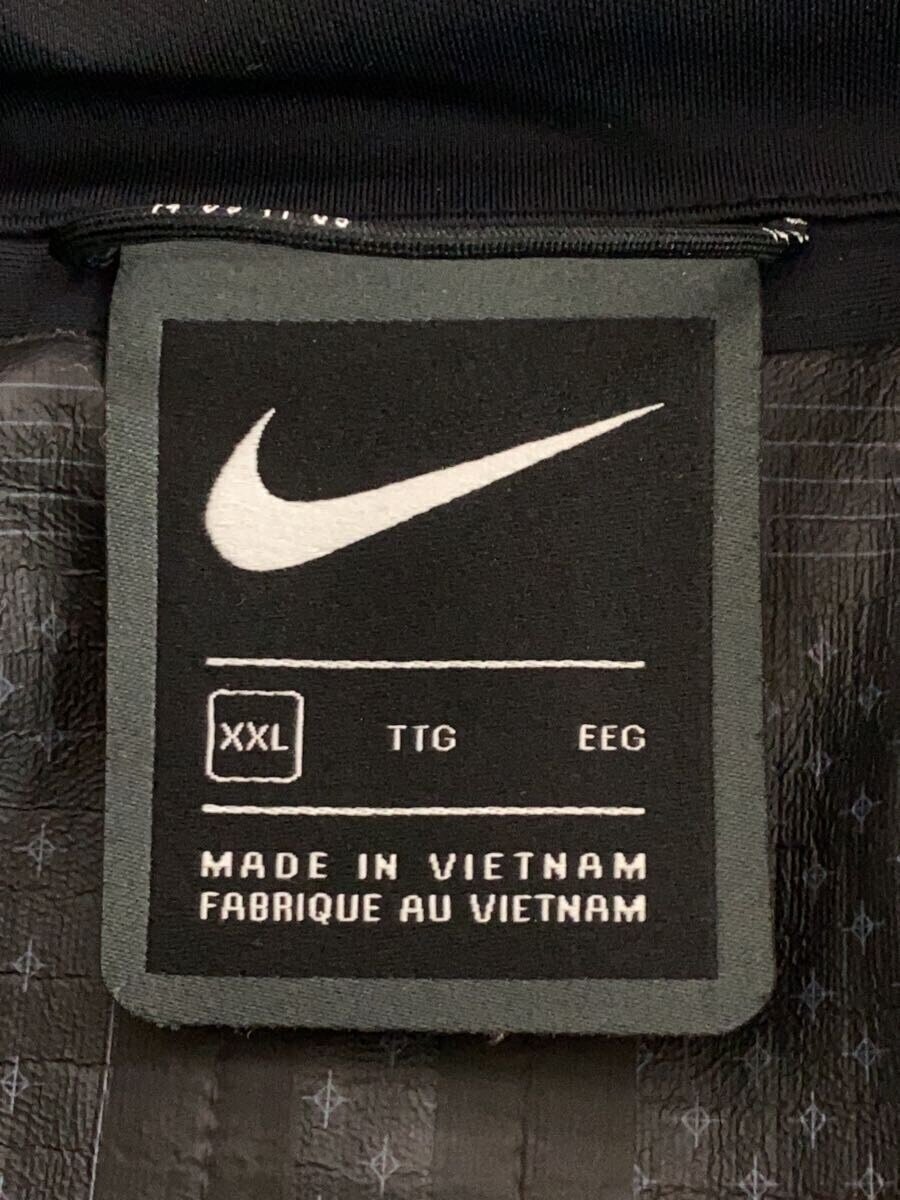 XXL TTG EEG
MADE IN VIETNAM
FABRIQUE AU VIETNAM